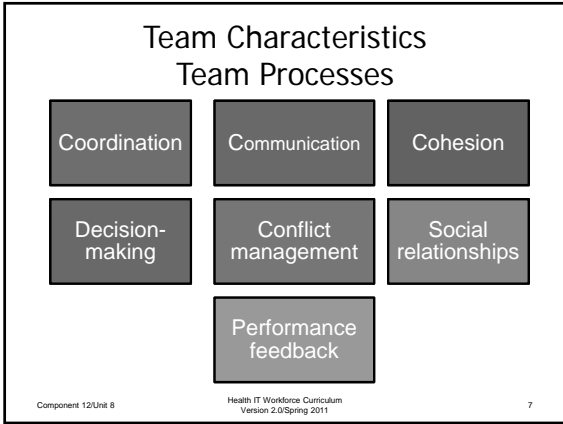 Team Characteristics
Team Processes
Coordination
Communication
Cohesion
Decision-
making
Conflict
management
Social
relationships
Performance
feedback
Component 12/Unit 8
Health IT Workforce Curriculum
Version 2.0/Spring 2011
7